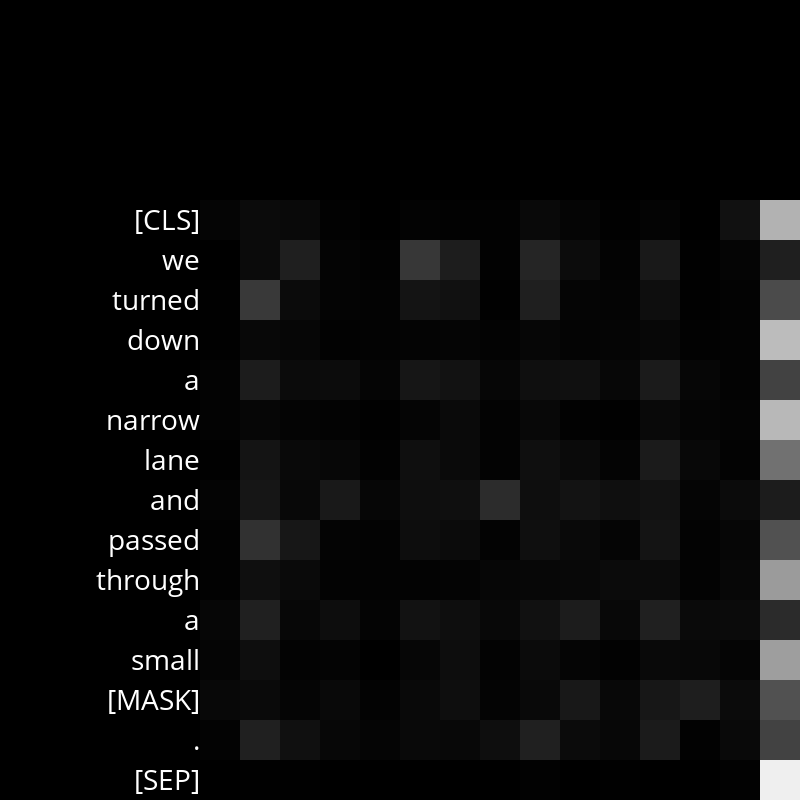 [CLS]
we
turned
down
a
narrow
lane
and
passed
through
a
small
[MASK]
.
[SEP]